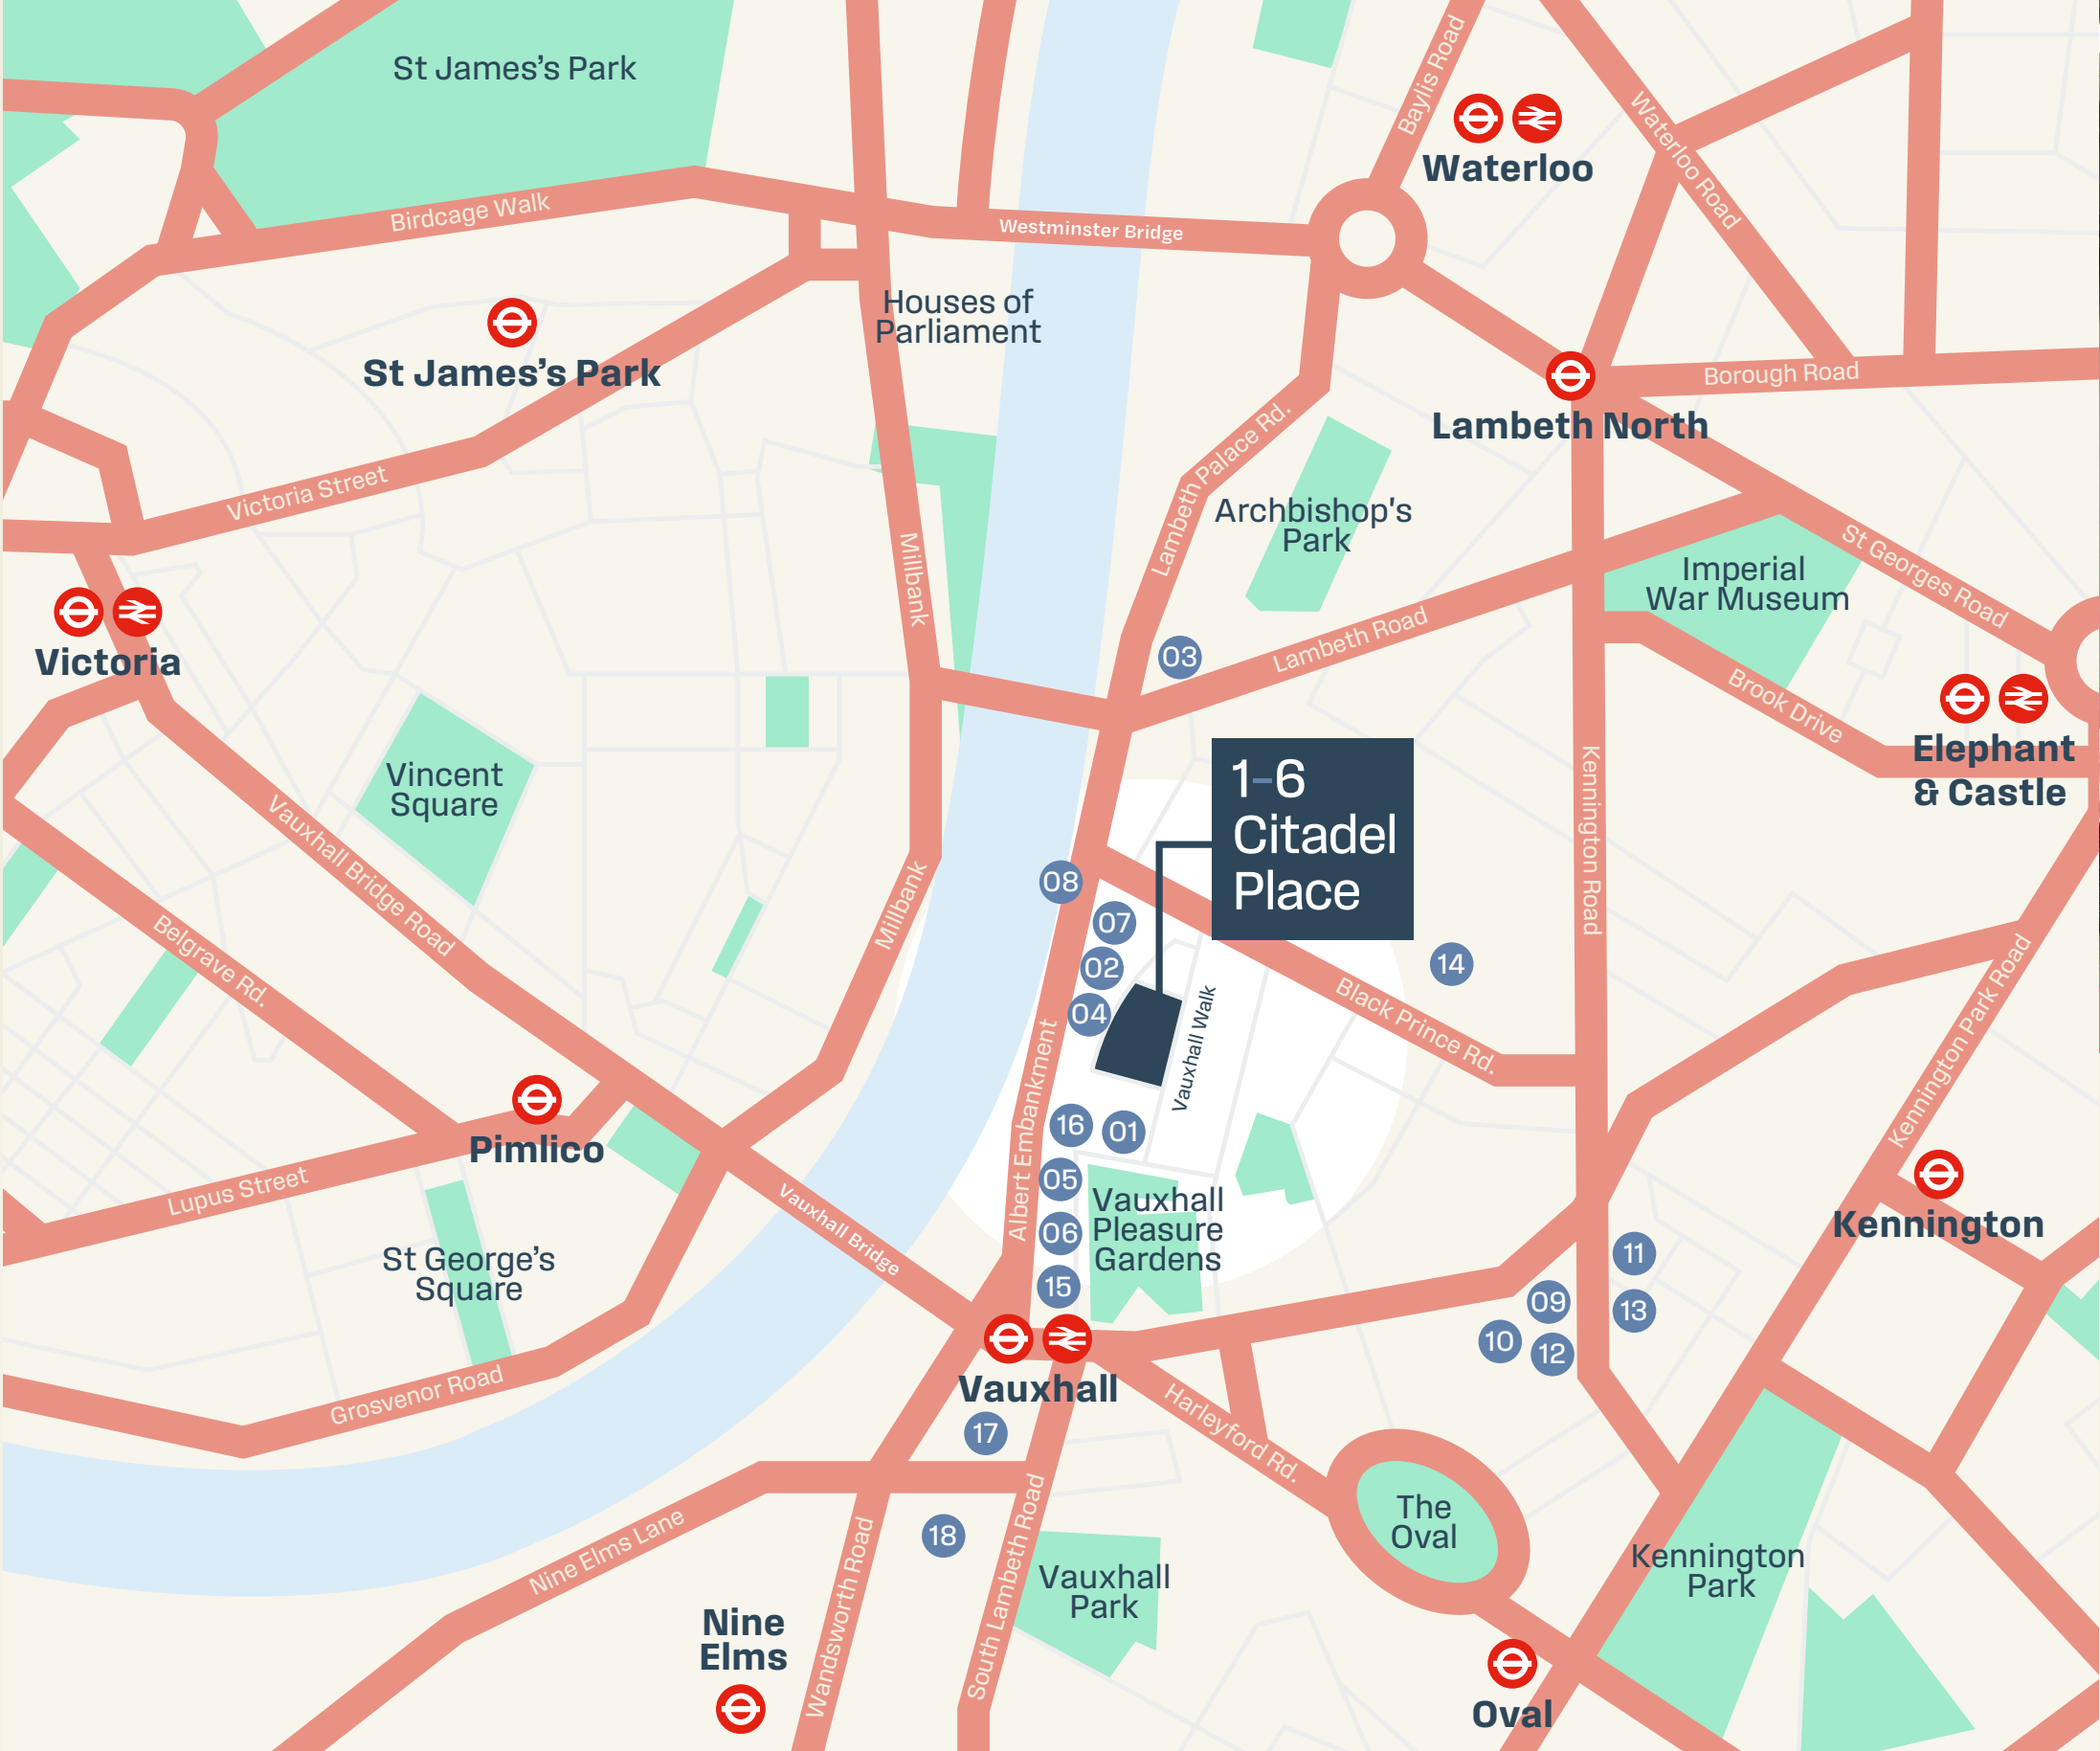 St James's Park
Baylis Road
Waterloo
Waterloo Road
Birdcage Walk
Westminster Bridge
Houses of
Parliament
St James's Park
Borough Road
Lambeth North
Lambeth Palace Rd.
Victoria Street
Archbishop's
Park
Millbank
St Georges Road
Imperial
War Museum
Victoria
03
Lambeth Road
Brook Drive
Elephant
& Castle
Vincent
Square
1–6
Citadel
Place
Kennington Road
Vauxhall Bridge Road
08
07
02
04
Millbank
14
Belgrave Rd.
Vauxhall Walk
Black Prince Rd.
Kennington Park Road
Albert Embankment
Pimlico
16
01
05
06
15
Vauxhall
Pleasure
Gardens
Lupus Street
Kennington
Vauxhall Bridge
St George's
Square
11
09
13
10
12
Grosvenor Road
Vauxhall
Harleyford Rd.
17
The
Oval
18
Nine Elms Lane
Wandsworth Road
South Lambeth Road
Vauxhall
Park
Kennington
Park
Nine
Elms
Oval